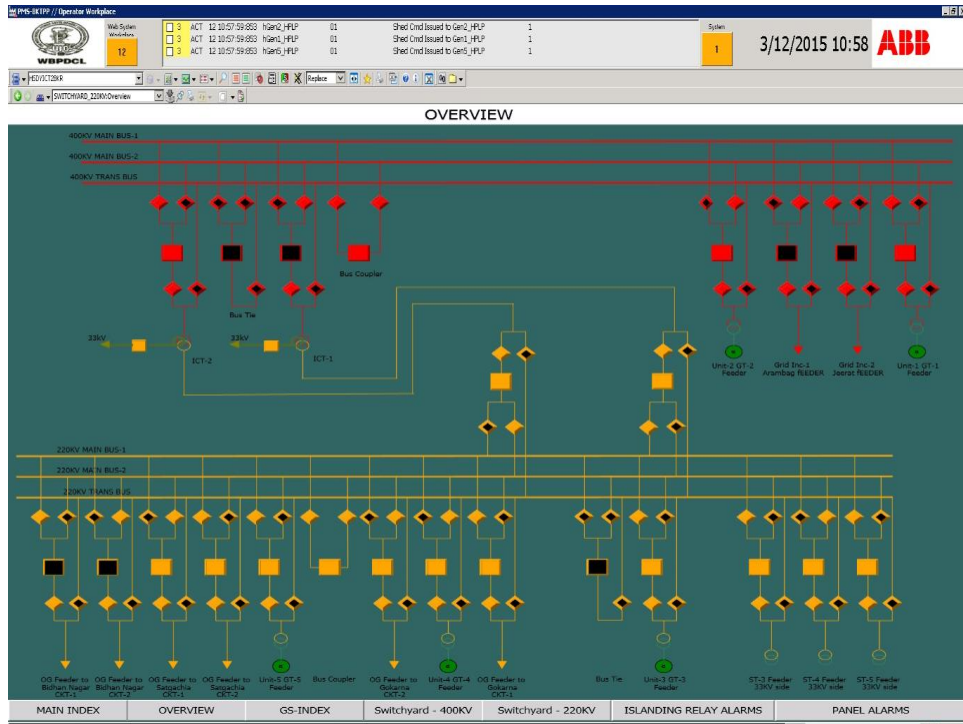 PMS-BKTPP // Operator Workplace
Web System Workplace
12
WBPDCL
3 ACT 12 10:57:59:853 hGen2_HPLP 01 Shed Cmd Issued to Gen2_HPLP 1
3 ACT 12 10:57:59:853 hGen1_HPLP 01 Shed Cmd Issued to Gen1_HPLP 1
3 ACT 12 10:57:59:853 hGen5_HPLP 01 Shed Cmd Issued to Gen5_HPLP 1
System
1
3/12/2015 10:58
ABB
Replace
SWITCHYARD_220KV:Overview
OVERVIEW
400KV MAIN BUS-1
400KV MAIN BUS-2
400KV TRANS BUS
Bus Coupler
Bus Tie
33kV
ICT-2
33kV
ICT-1
Unit-2 GT-2 Feeder
Grid Inc-1 Arambag fEEDER
Grid Inc-2 Jeerat fEEDER
Unit-1 GT-1 Feeder
220KV MAIN BUS-1
220KV MAIN BUS-2
220KV TRANS BUS
OG Feeder to Bidhan Nagar CKT-1
OG Feeder to Bidhan Nagar CKT-2
OG Feeder to Satgachia CKT-1
OG Feeder to Satgachia CKT-2
Unit-5 GT-5 Feeder
Bus Coupler
OG Feeder to Gokarna CKT-2
Unit-4 GT-4 Feeder
OG Feeder to Gokarna CKT-1
Bus Tie
Unit-3 GT-3 Feeder
ST-3 Feeder 33KV side
ST-4 Feeder 33KV side
ST-5 Feeder 33KV side
MAIN INDEX
OVERVIEW
GS-INDEX
Switchyard - 400KV
Switchyard - 220KV
ISLANDING RELAY ALARMS
PANEL ALARMS